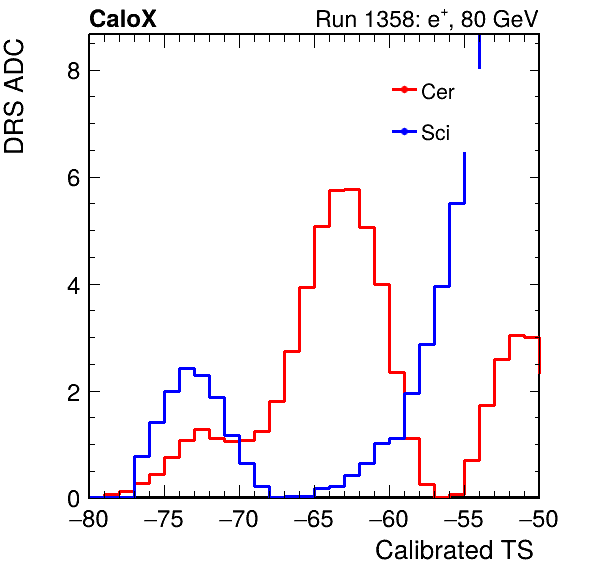 CaloX Run 1358: e⁺, 80 GeV
DRS ADC
8
6
4
2
0
Cer
Sci
−80 −75 −70 −65 −60 −55 −50
Calibrated TS